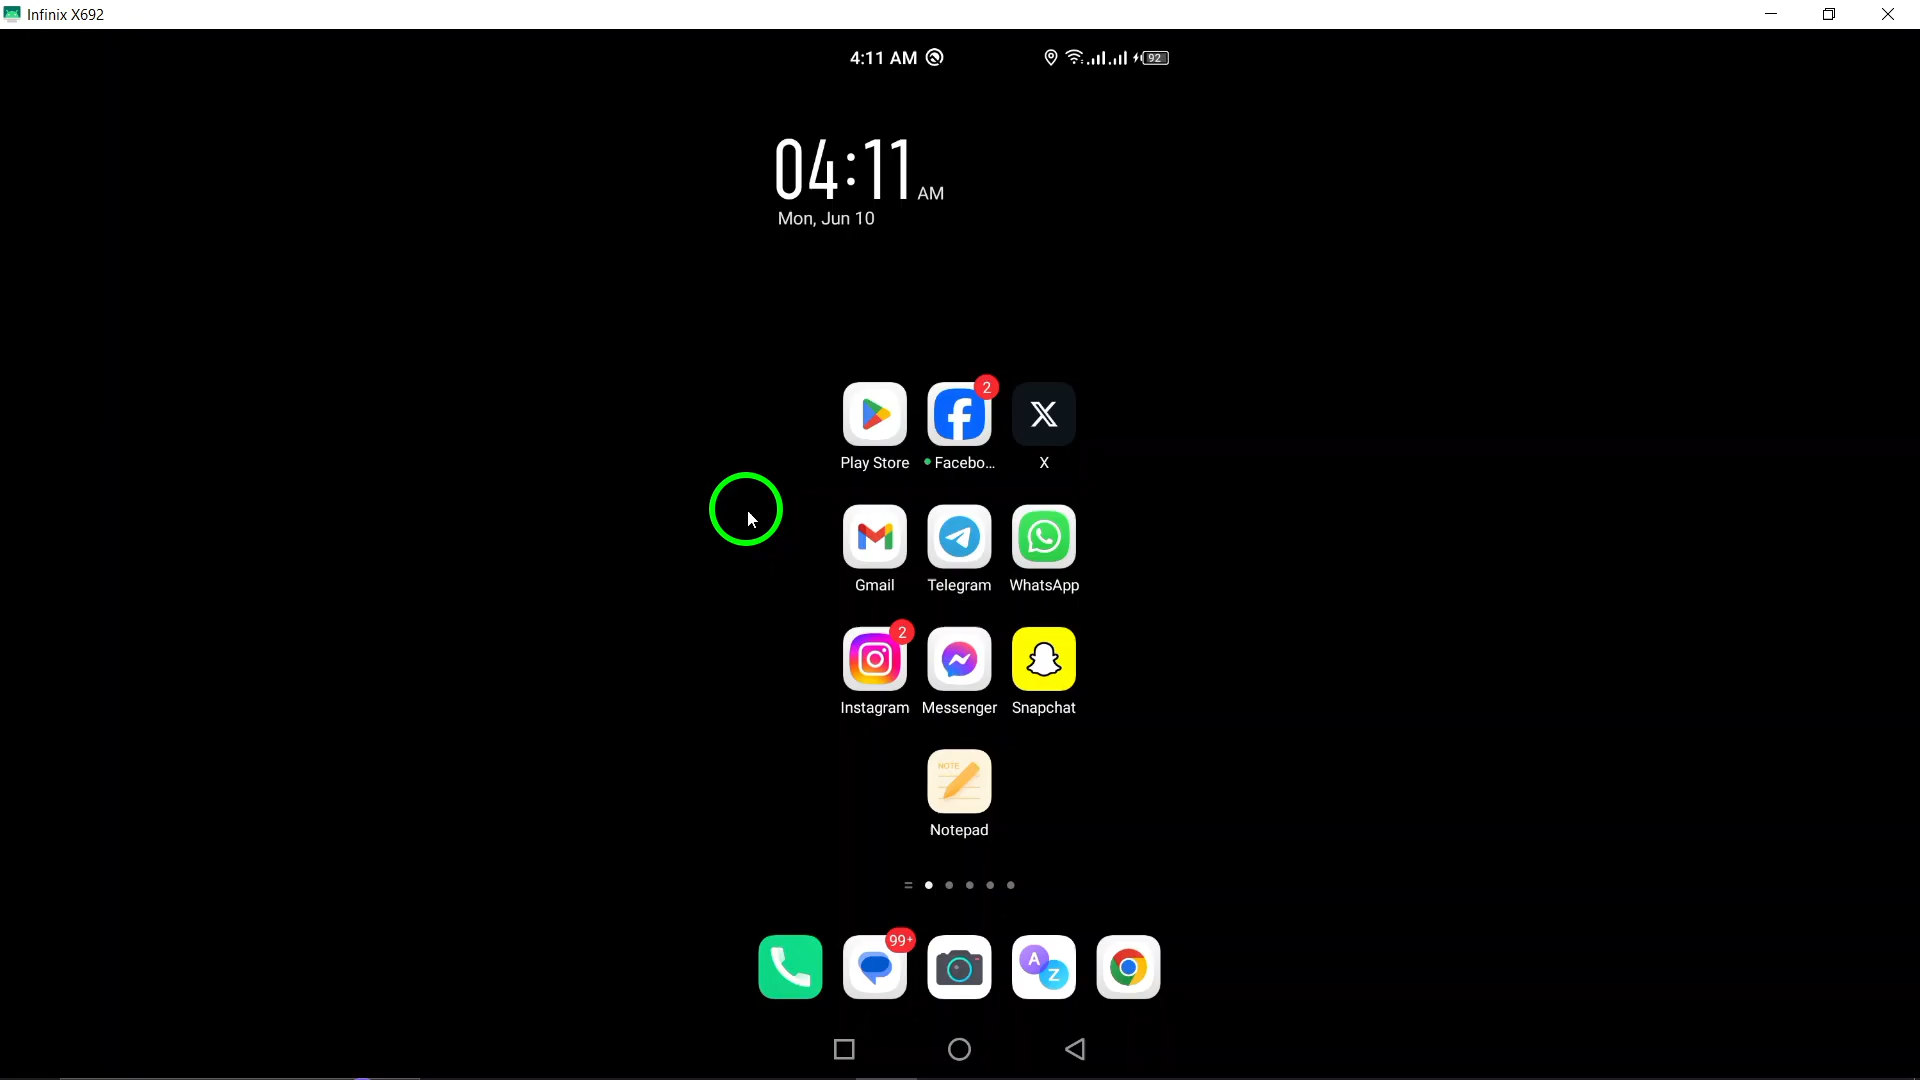 Infinix X692
4:11 AM
92
04:11 AM
Mon, Jun 10
2
Play Store
Facebo...
X
Gmail
Telegram
WhatsApp
2
Instagram
Messenger
Snapchat
NOTE
Notepad
99+
A
Z